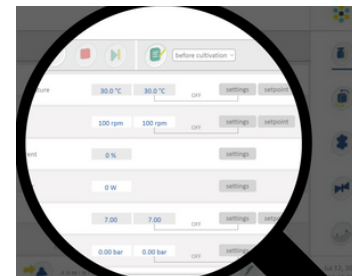 before cultivation
ture 30.0 °C 30.0 °C OFF settings setpoint
100 rpm 100 rpm OFF settings setpoint
ent 0 % settings
0 W settings
7.00 7.00 OFF settings setpoint
0.00 bar 0.00 bar OFF settings